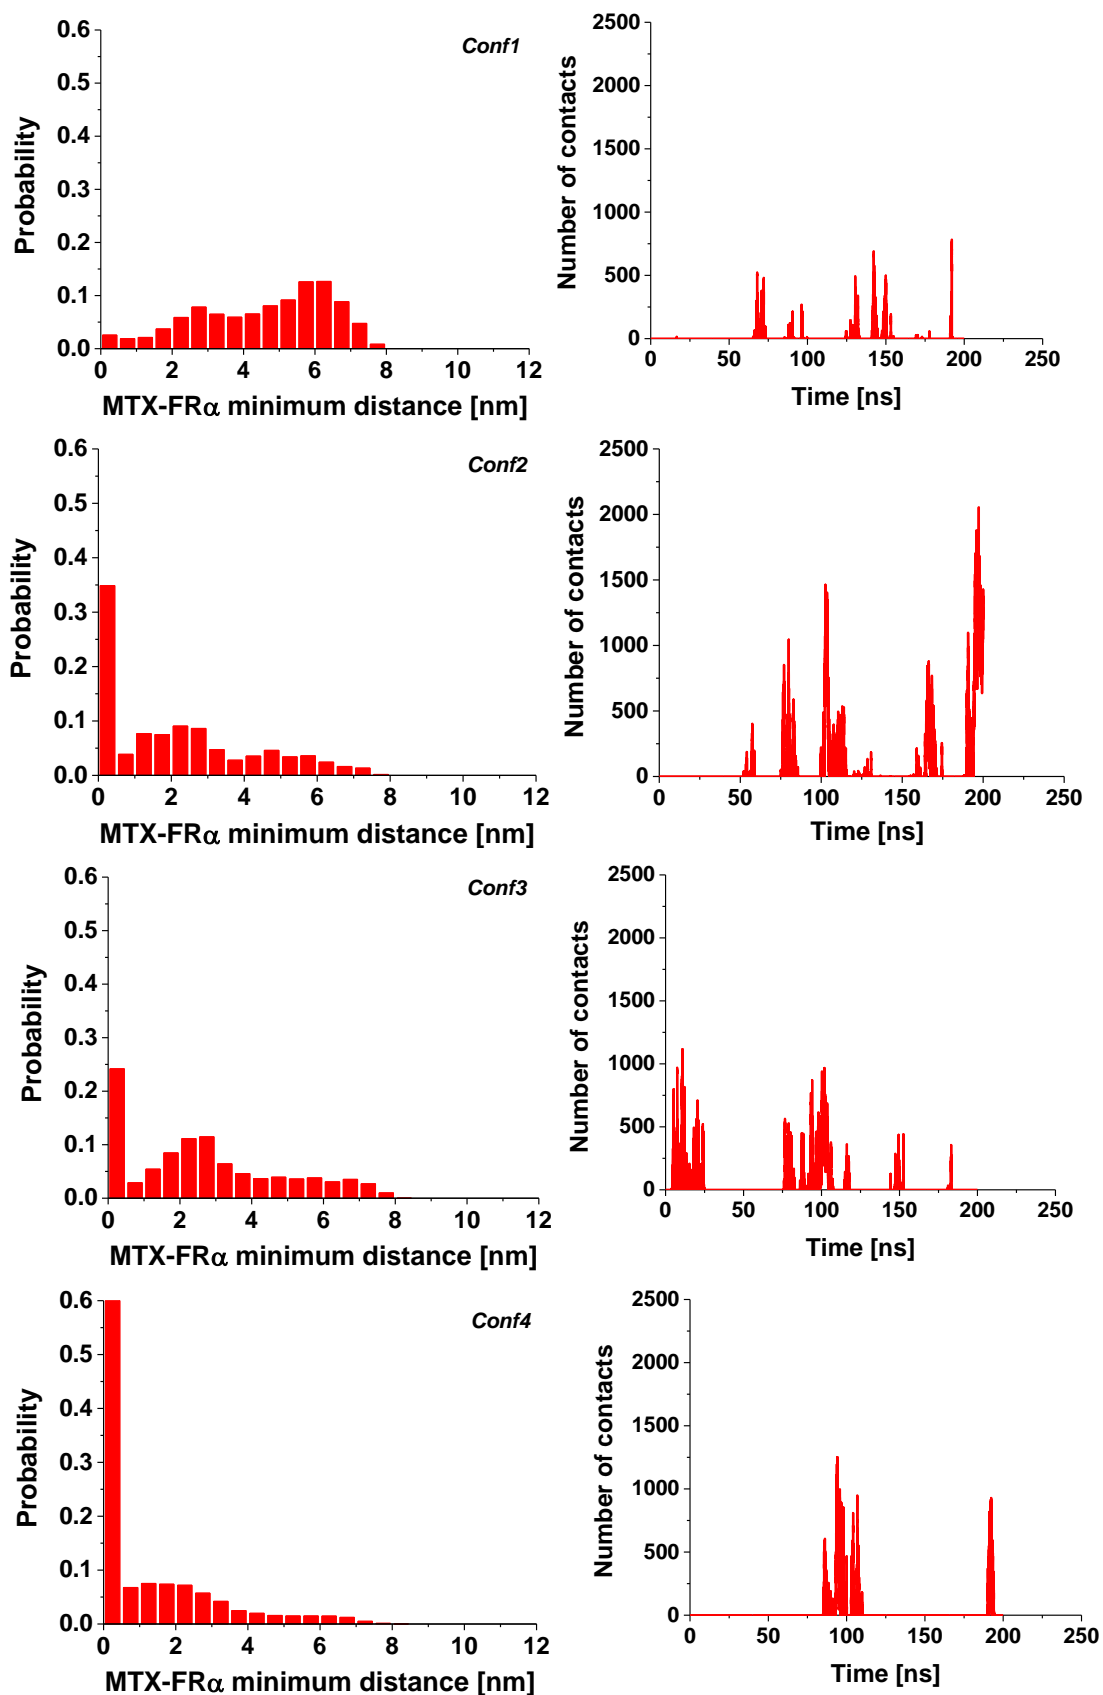 Conf1
Probability
0.6
0.5
0.4
0.3
0.2
0.1
0.0
0 2 4 6 8 10 12
MTX-FRα minimum distance [nm]
Number of contacts
2500
2000
1500
1000
500
0
0 50 100 150 200 250
Time [ns]
Conf2
Probability
0.6
0.5
0.4
0.3
0.2
0.1
0.0
0 2 4 6 8 10 12
MTX-FRα minimum distance [nm]
Number of contacts
2500
2000
1500
1000
500
0
0 50 100 150 200 250
Time [ns]
Conf3
Probability
0.6
0.5
0.4
0.3
0.2
0.1
0.0
0 2 4 6 8 10 12
MTX-FRα minimum distance [nm]
Number of contacts
2500
2000
1500
1000
500
0
0 50 100 150 200 250
Time [ns]
Conf4
Probability
0.6
0.5
0.4
0.3
0.2
0.1
0.0
0 2 4 6 8 10 12
MTX-FRα minimum distance [nm]
Number of contacts
2500
2000
1500
1000
500
0
0 50 100 150 200 250
Time [ns]